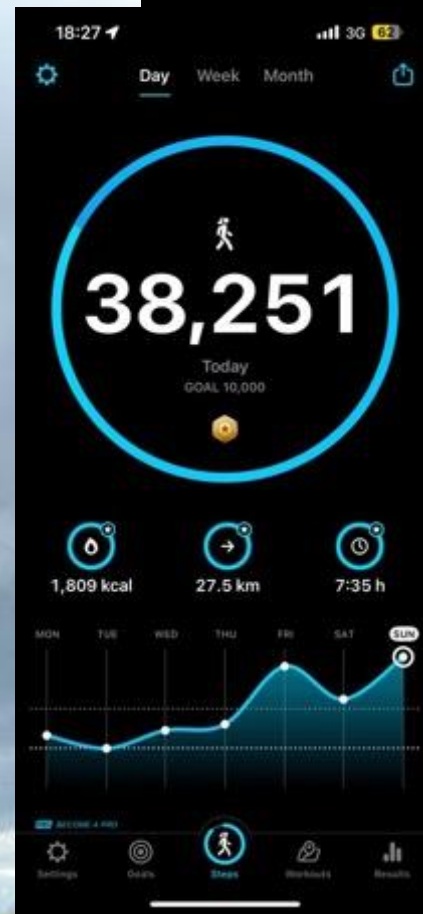 18:27 3G 62
Day Week Month
38,251
Today
GOAL 10,000
1,809 kcal 27.5 km 7:35 h
MON TUE WED THU FRI SAT SUN
PRO BECOME A PRO
Settings Goals Steps Workouts Results